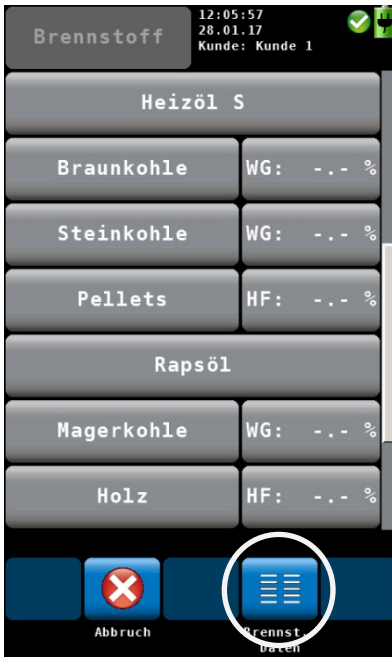 Brennstoff
12:05:57
28.01.17
Kunde: Kunde 1
Heizöl S
Braunkohle WG: -.- %
Steinkohle WG: -.- %
Pellets HF: -.- %
Rapsöl
Magerkohle WG: -.- %
Holz HF: -.- %
Abbruch
Brennst.
Daten